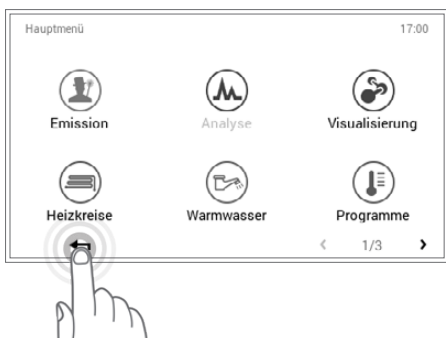 Hauptmenü 17:00
Emission Analyse Visualisierung
Heizkreise Warmwasser Programme
1/3